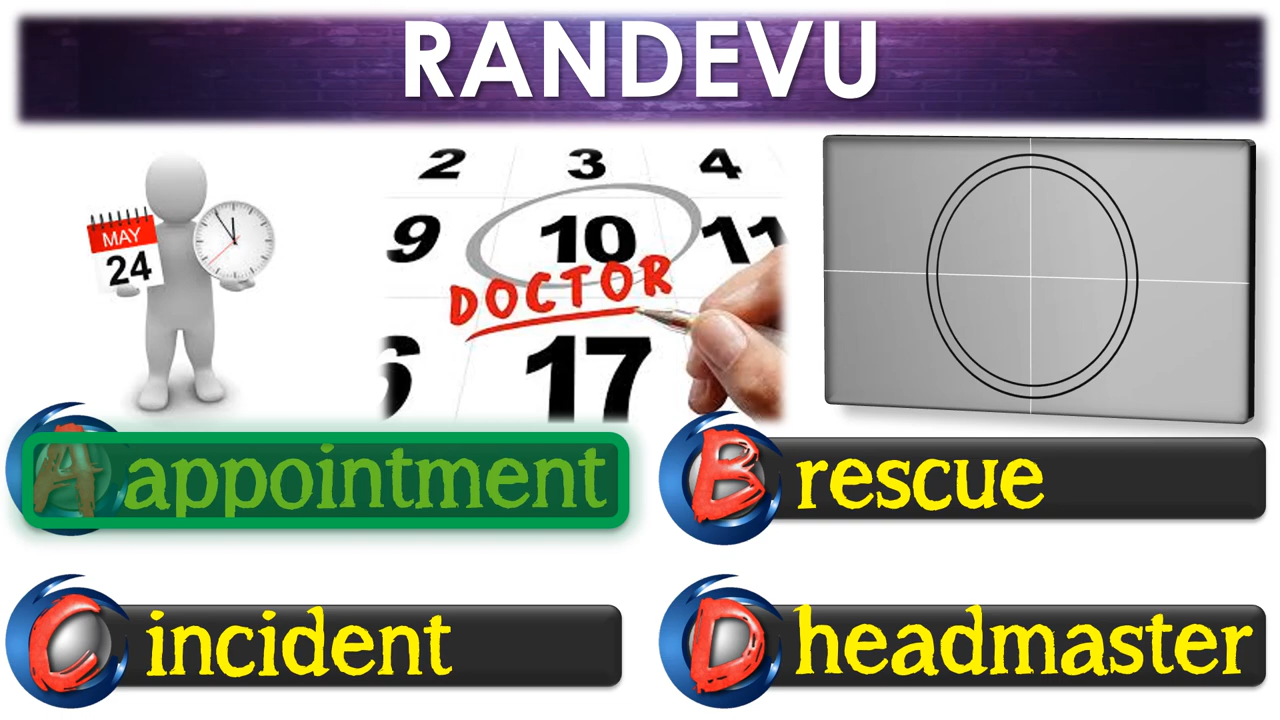 RANDEVU
MAY
24
2 3 4
9 10 11
DOCTOR
17
A appointment
B rescue
C incident
D headmaster